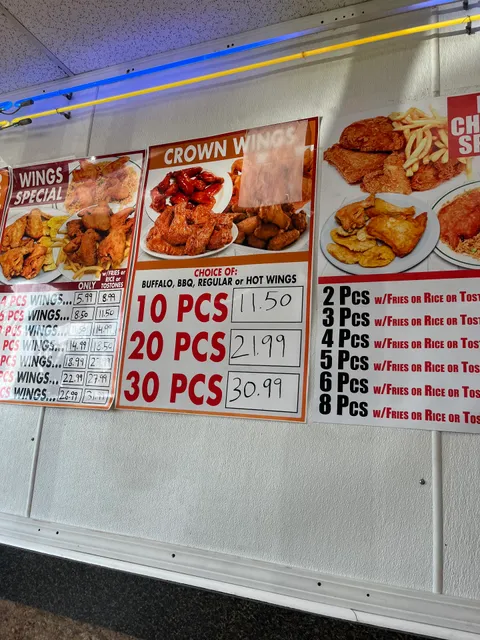 WINGS
SPECIAL
w/FRIES or
RICE or
TOSTONES
ONLY
PCS WINGS... 5.99 8.99
PCS WINGS... 8.50 11.50
PCS WINGS...
PCS WINGS... 14.99
PCS WINGS... 18.99
PCS WINGS... 22.99 27.99
PCS WINGS... 26.99
CROWN WINGS
CHOICE OF:
BUFFALO, BBQ, REGULAR or HOT WINGS
10 PCS 11.50
20 PCS 21.99
30 PCS 30.99
CH
SP
2 Pcs w/FRIES OR RICE OR TOST
3 Pcs w/FRIES OR RICE OR TOST
4 Pcs w/FRIES OR RICE OR TOS
5 Pcs w/FRIES OR RICE OR TOS
6 Pcs w/FRIES OR RICE OR TOS
8 Pcs w/FRIES OR RICE OR TOS